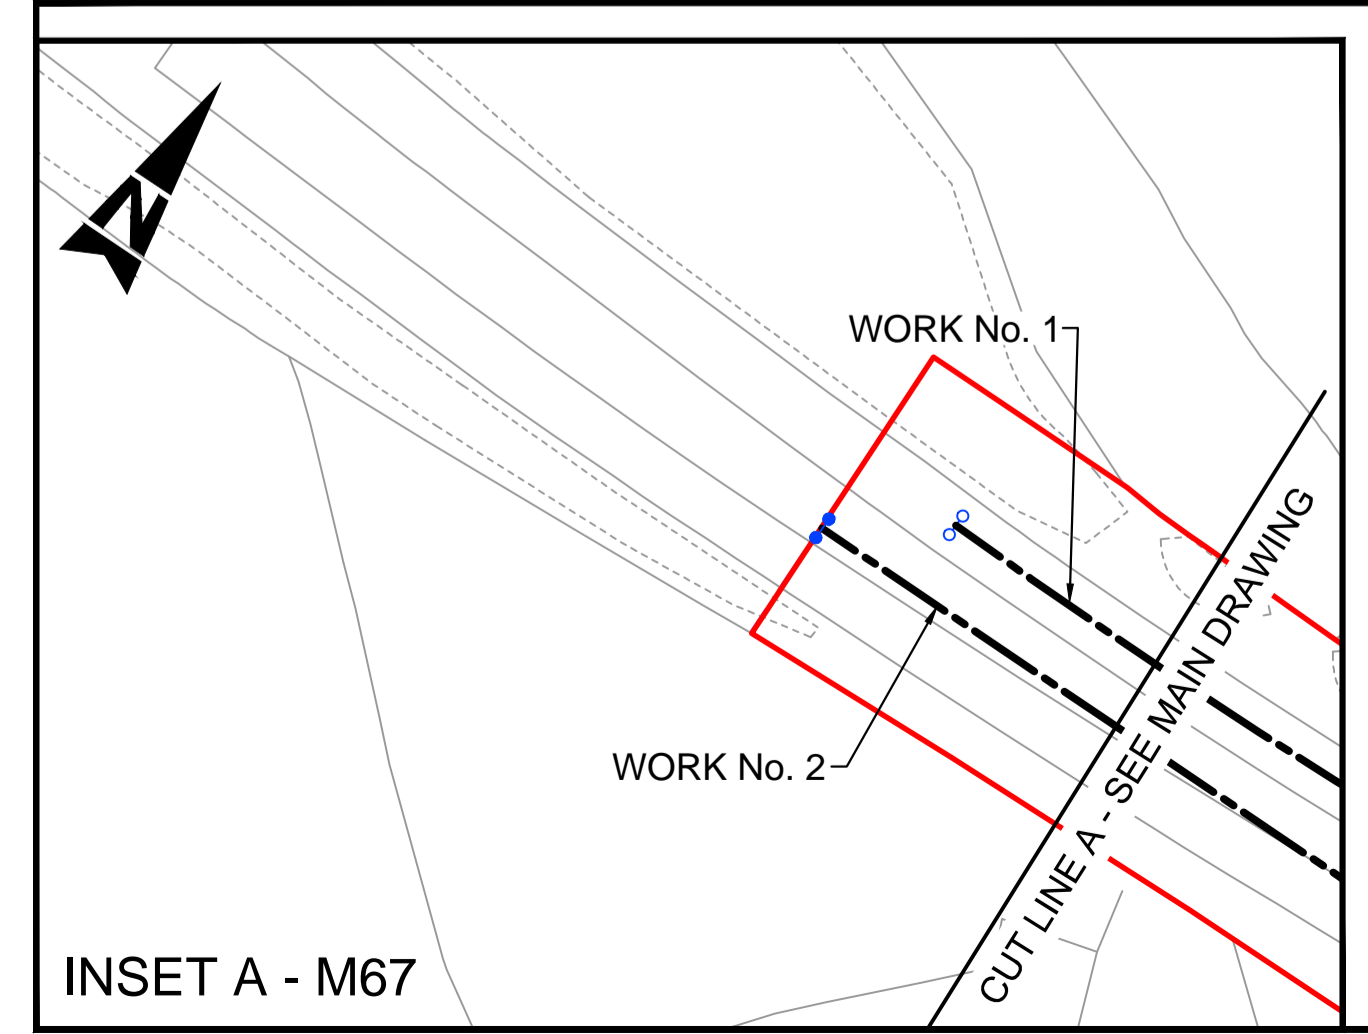 N
WORK No. 1
WORK No. 2
CUT LINE A - SEE MAIN DRAWING
INSET A - M67